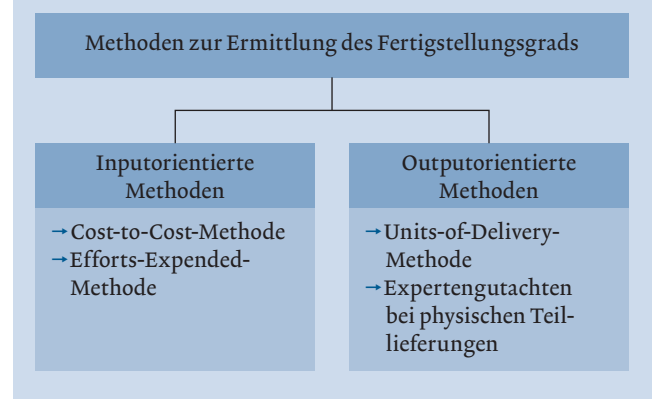 Methoden zur Ermittlung des Fertigstellungsgrads
Inputorientierte
Methoden
→Cost-to-Cost-Methode
→Efforts-Expended-
Methode
Outputorientierte
Methoden
→Units-of-Delivery-
Methode
→Expertengutachten
bei physischen Teil-
lieferungen